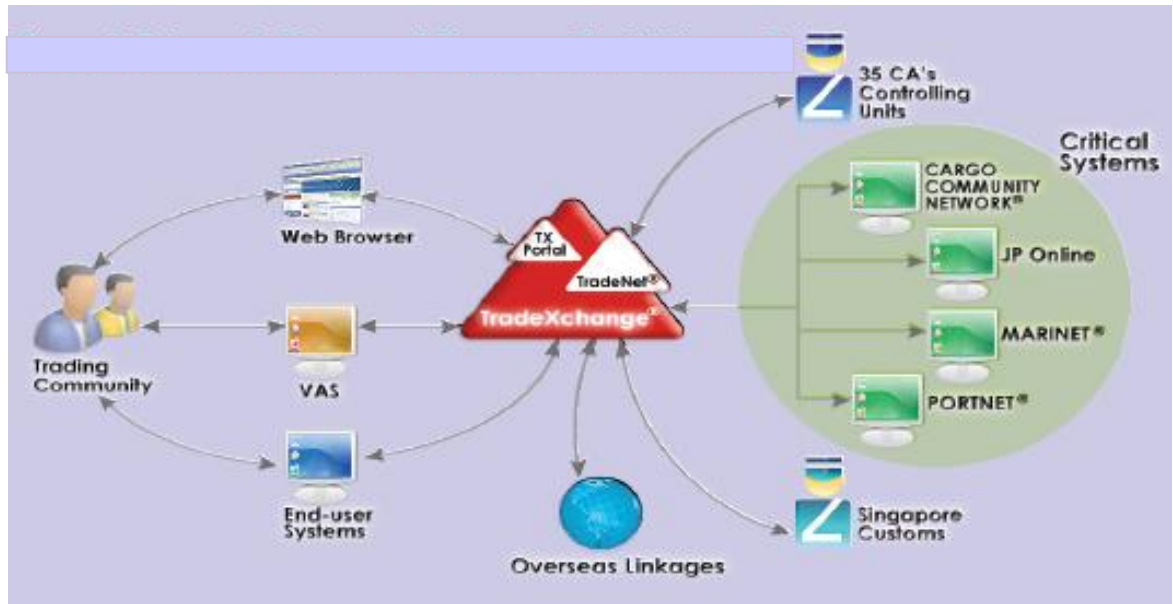 35 CA's
Controlling
Units
Critical
Systems
CARGO
COMMUNITY
NETWORK®
Web Browser
TX
Portal
TradeNet®
JP Online
TradeXchange®
MARINET®
Trading
Community
VAS
PORTNET®
End-user
Systems
Singapore
Customs
Overseas Linkages